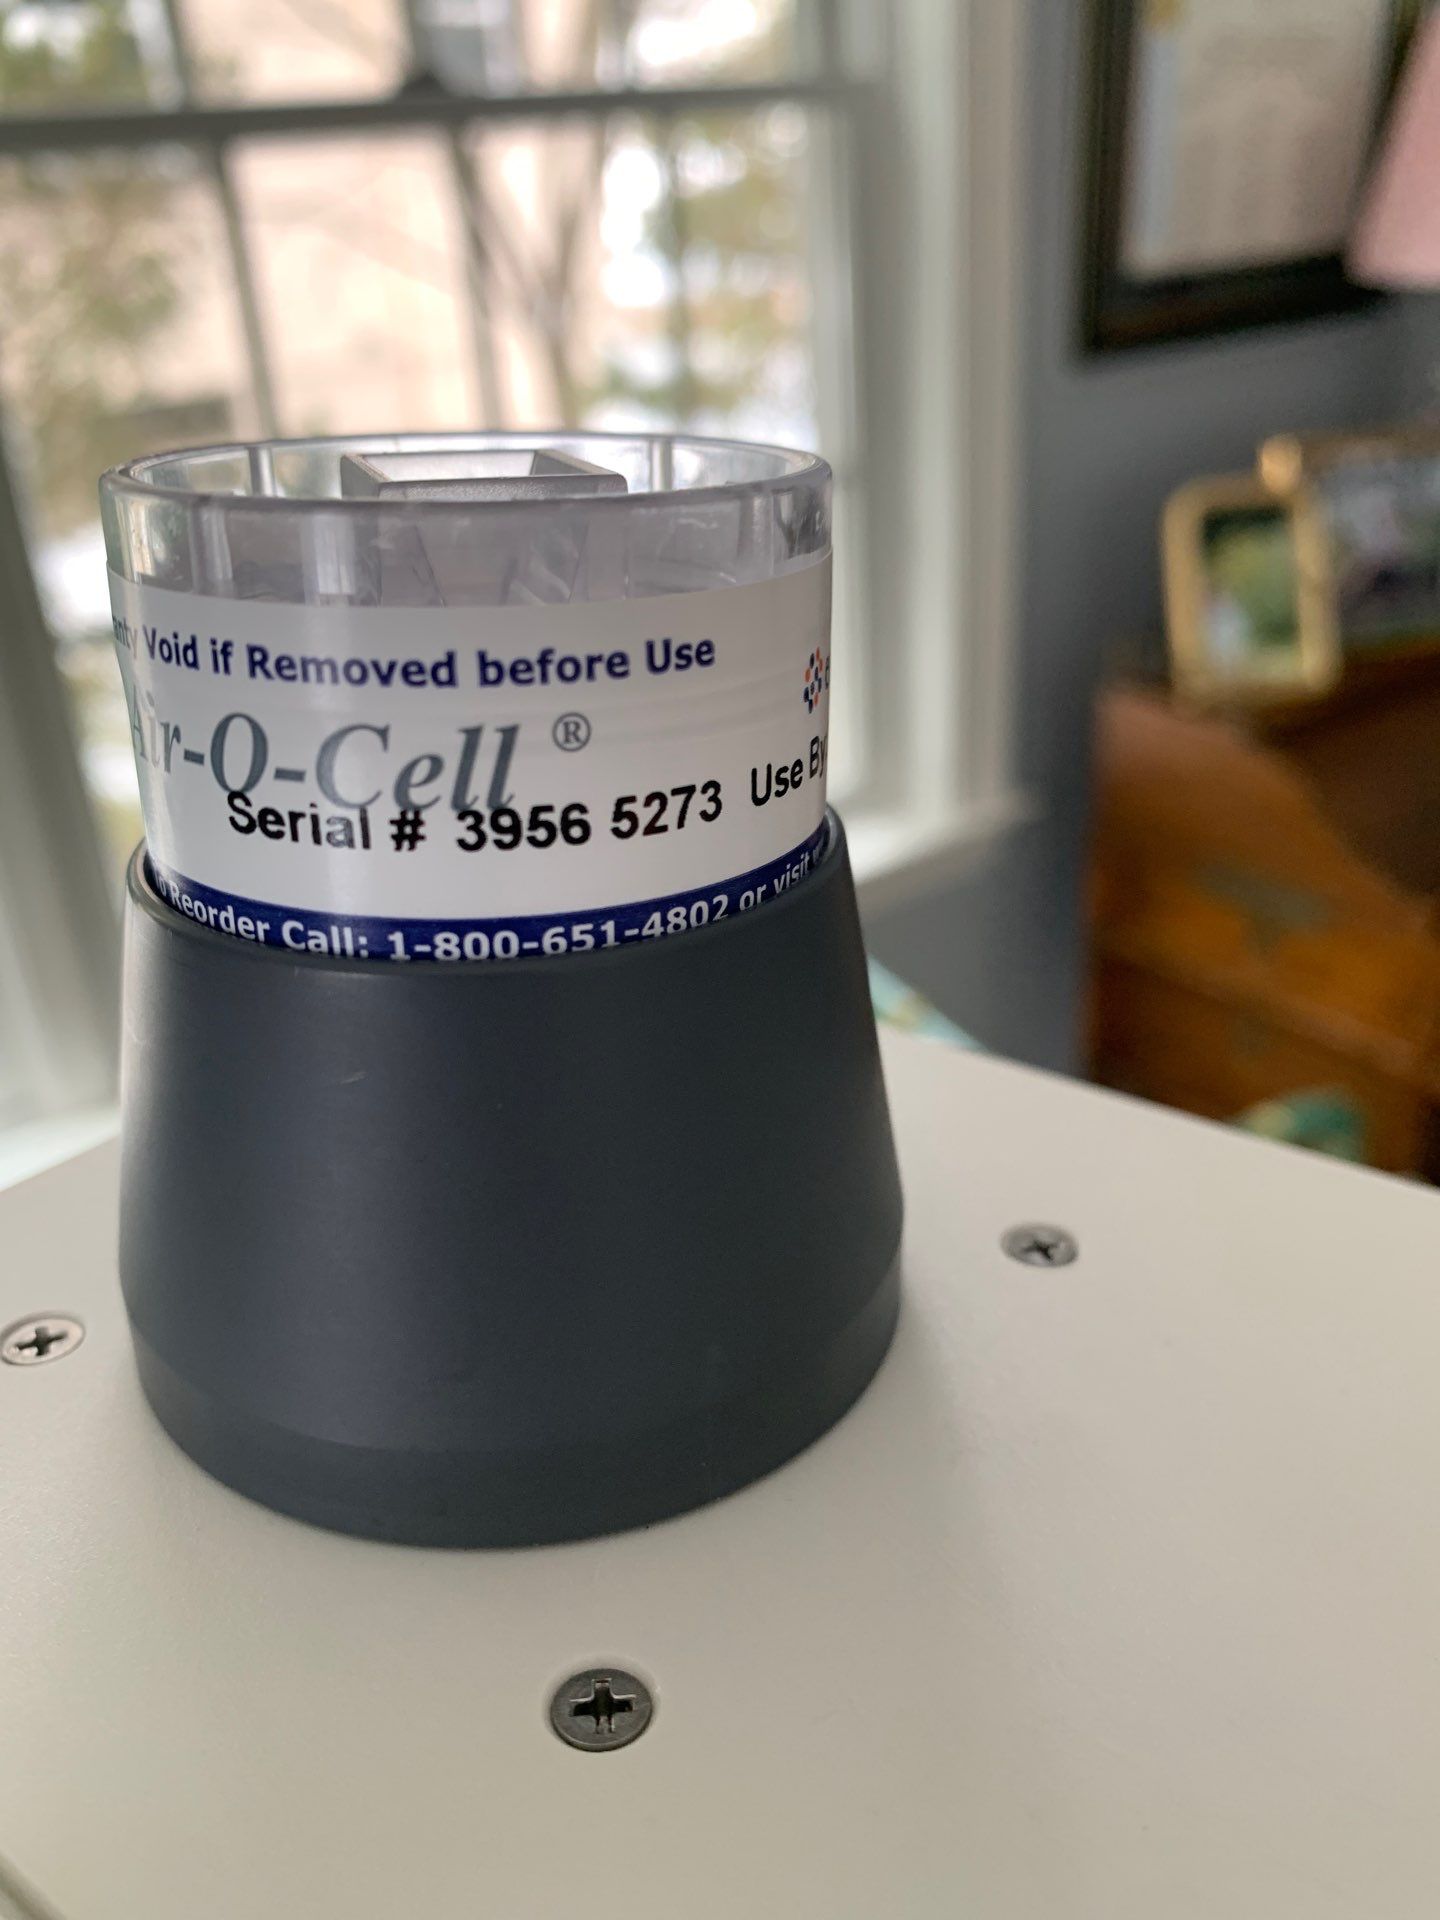 Void if Removed before Use
Air-O-Cell ®
Serial # 3956 5273 Use By
To Reorder Call: 1-800-651-4802 or visit